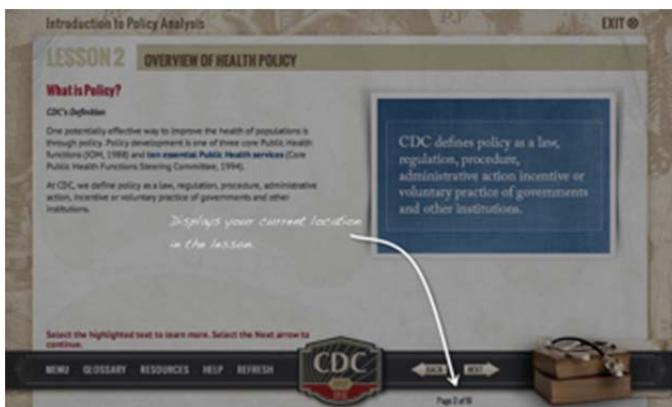 Introduction to Policy Analysis
EXIT
LESSON 2
OVERVIEW OF HEALTH POLICY
What is Policy?
CDC's Definition
One potentially effective way to improve the health of populations is
through policy. Policy development is one of three core Public Health
functions (IOM, 1988) and ten essential Public Health services (Core
Public Health Functions Steering Committee, 1994).
At CDC, we define policy as a law, regulation, procedure, administrative
action, incentive or voluntary practice of governments and other
institutions.
CDC defines policy as a law,
regulation, procedure,
administrative action incentive or
voluntary practice of governments
and other institutions.
Displays your current location
in the lesson.
Select the highlighted text to learn more. Select the Next arrow to
continue.
MENU GLOSSARY RESOURCES HELP REFRESH
CDC
BACK
NEXT